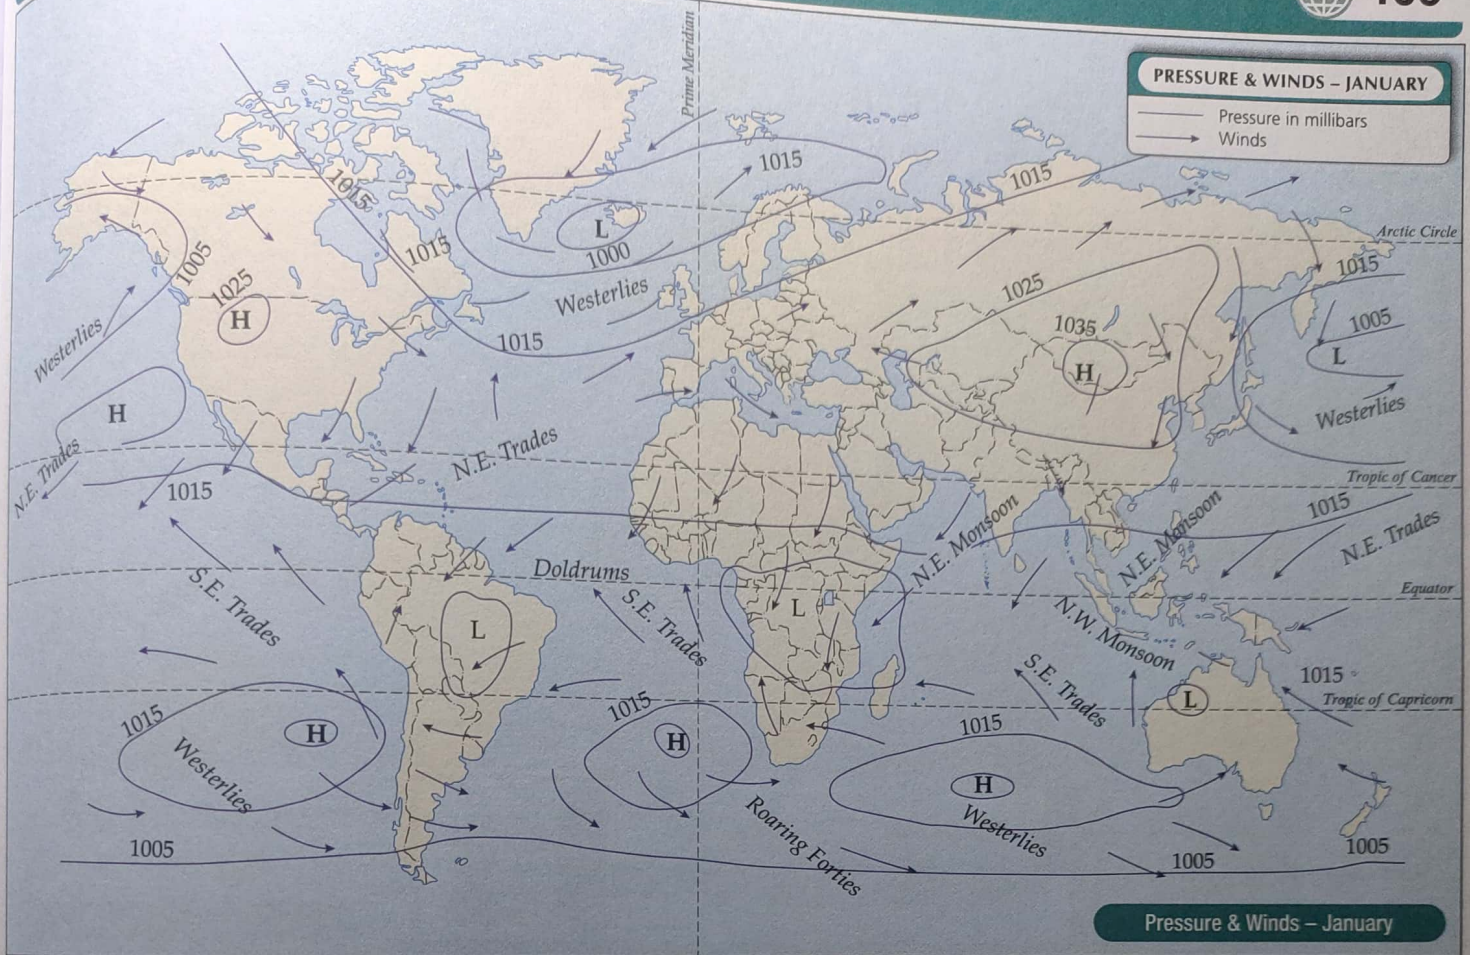 Prime Meridian
PRESSURE & WINDS – JANUARY
Pressure in millibars
Winds
1015
1015
1015
Arctic Circle
L
1015
1000
1005
1015
1025
1025
Westerlies
H
1035
1005
Westerlies
1015
L
H
H
Westerlies
N.E. Trades
N.E. Trades
Tropic of Cancer
1015
1015
N.E. Monsoon
N.E. Monsoon
N.E. Trades
Doldrums
Equator
S.E. Trades
S.E. Trades
L
L
N.W. Monsoon
S.E. Trades
1015
Tropic of Capricorn
L
1015
1015
1015
H
H
H
Westerlies
Roaring Forties
Westerlies
1005
1005
1005
Pressure & Winds – January